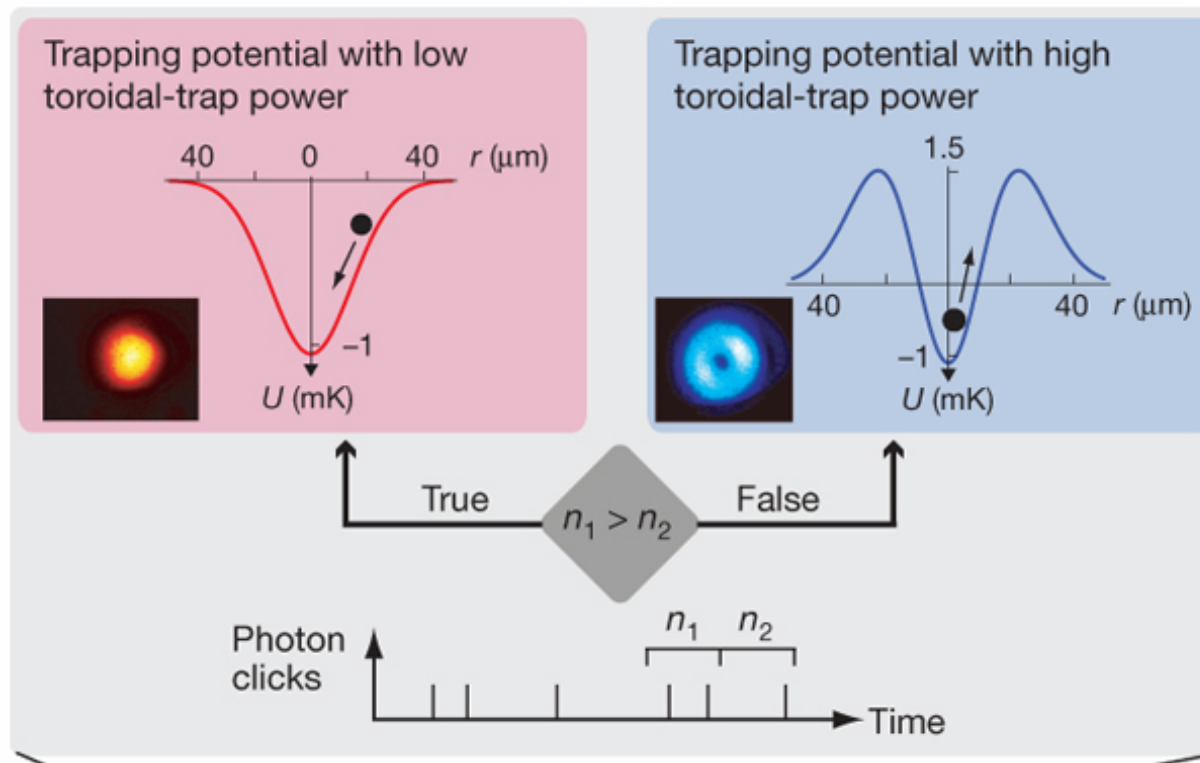 Trapping potential with low
toroidal-trap power
40 0 40 r (μm)
−1
U (mK)
Trapping potential with high
toroidal-trap power
1.5
40 40 r (μm)
−1
U (mK)
True
n₁ > n₂
False
n₁ n₂
Photon
clicks
Time